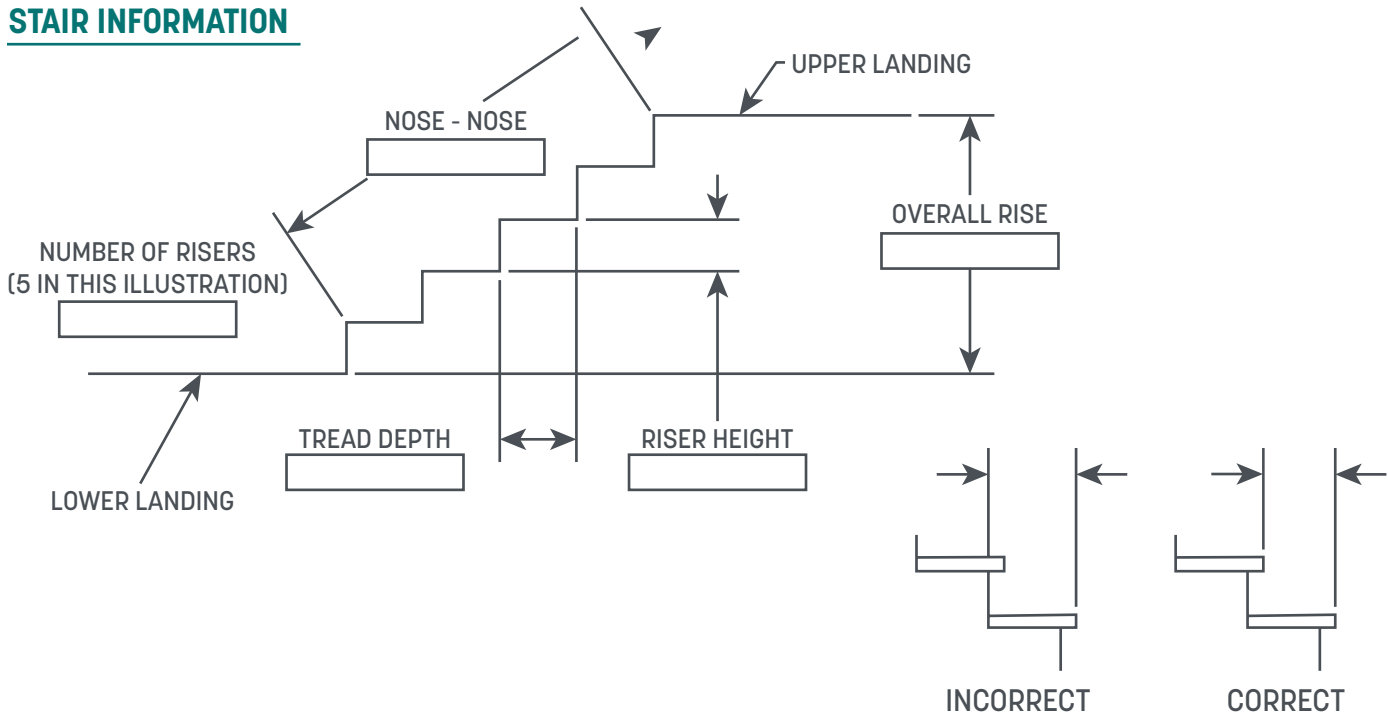 STAIR INFORMATION
UPPER LANDING
NOSE - NOSE
OVERALL RISE
NUMBER OF RISERS
(5 IN THIS ILLUSTRATION)
TREAD DEPTH
RISER HEIGHT
LOWER LANDING
INCORRECT
CORRECT